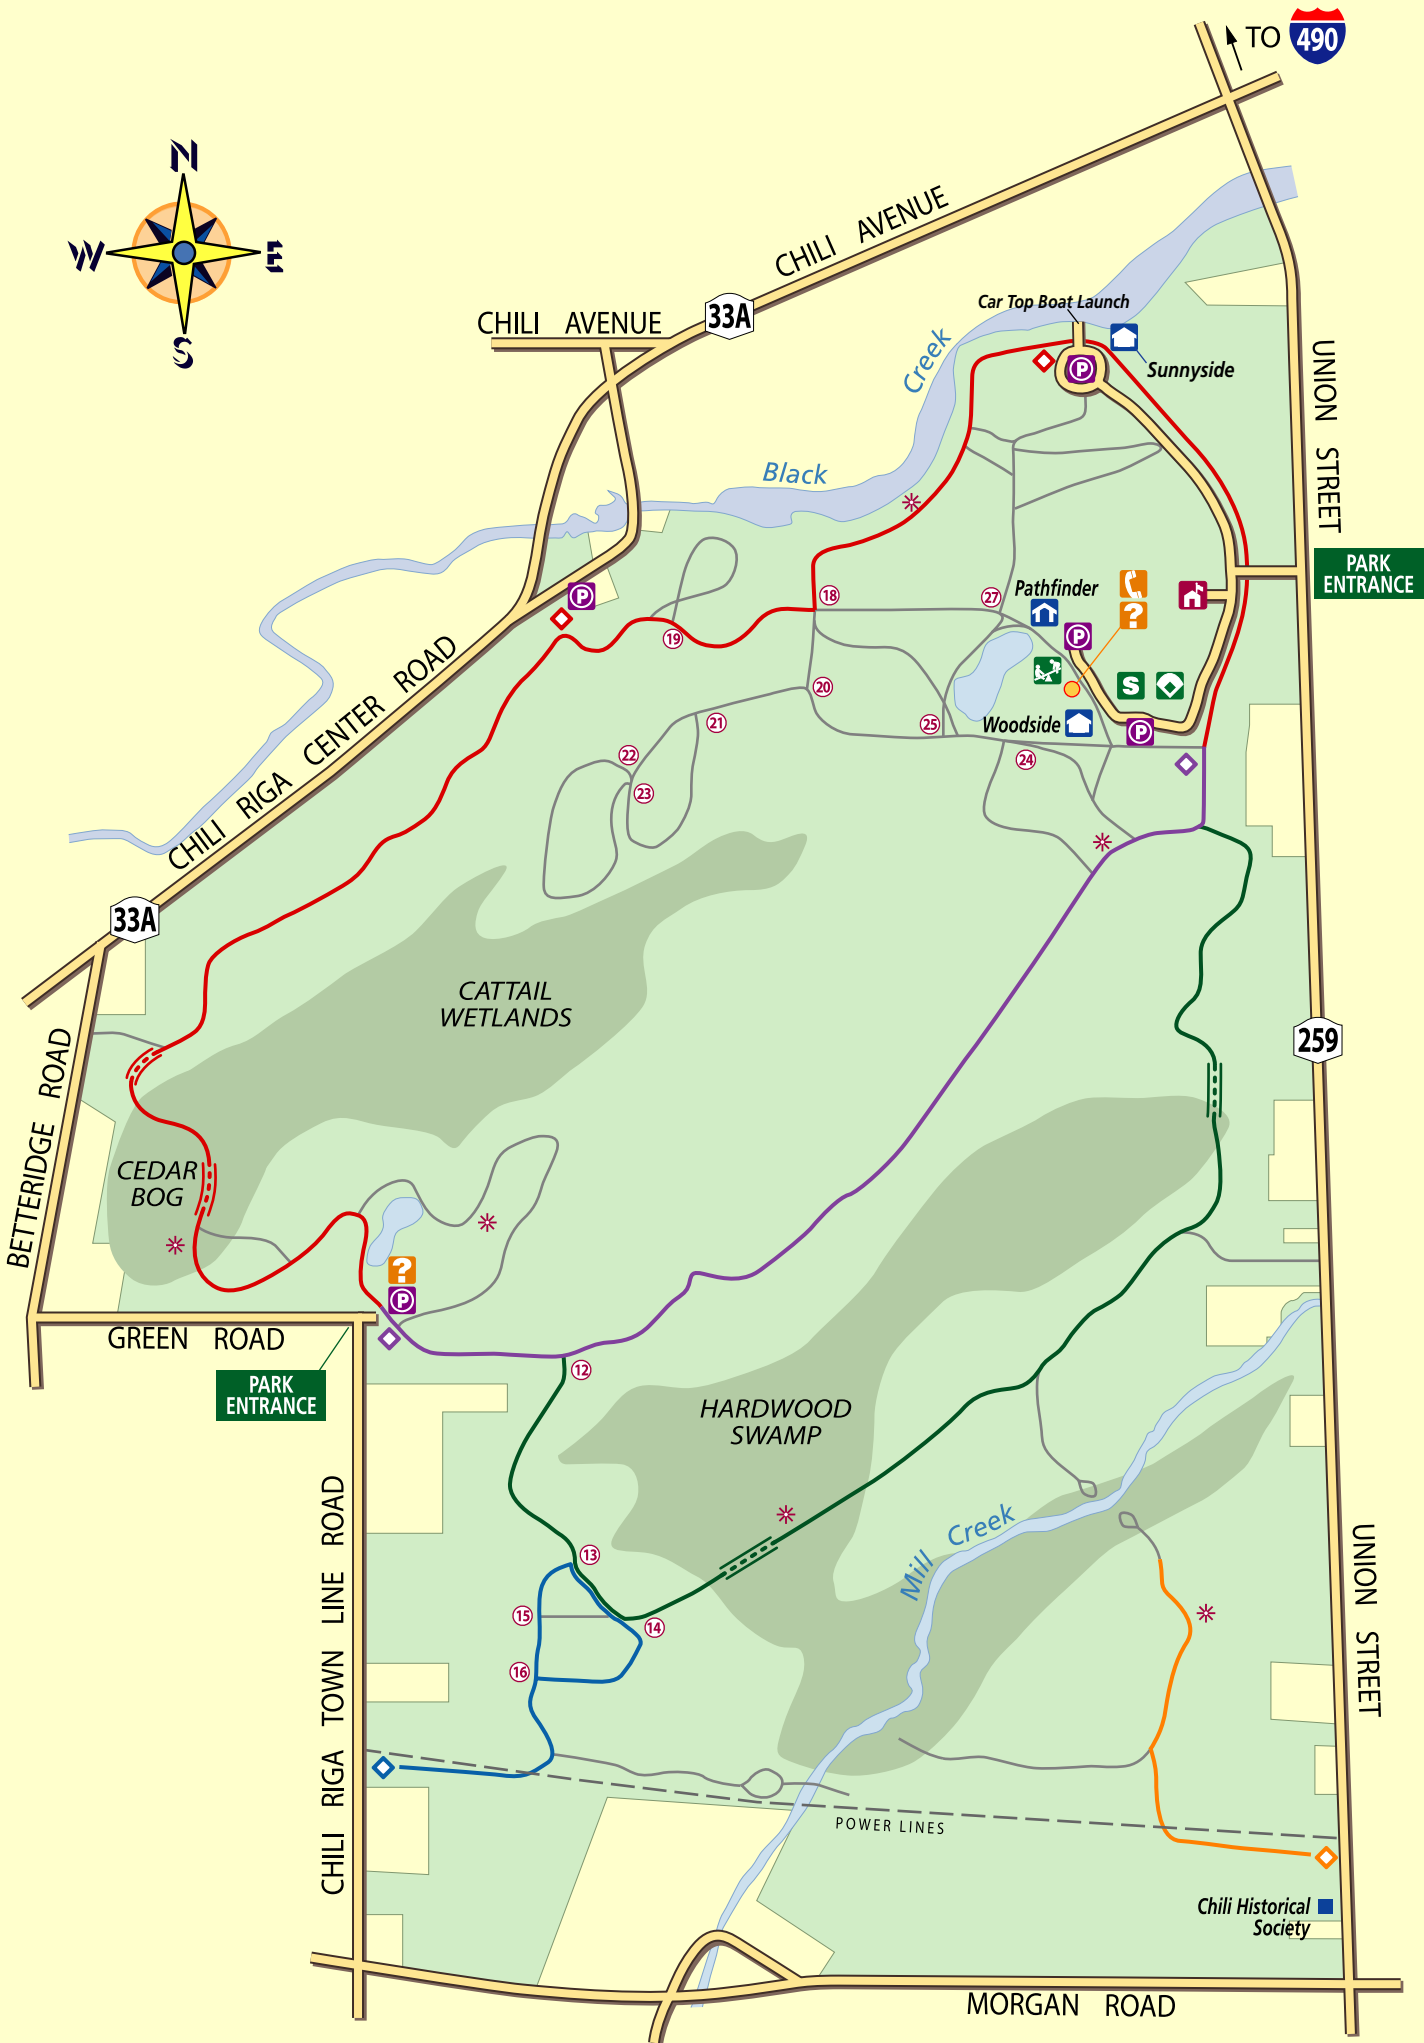 TO 490
N
W
E
S
CHILI AVENUE
33A
CHILI AVENUE
Car Top Boat Launch
Sunnyside
Creek
Black
UNION STREET
PARK
ENTRANCE
P
P
18
27
Pathfinder
?
19
P
20
S
21
25
Woodside
P
22
24
23
CHILI RIGA CENTER ROAD
33A
CATTAIL
WETLANDS
259
BETTERIDGE ROAD
CEDAR
BOG
?
P
GREEN ROAD
PARK
ENTRANCE
12
HARDWOOD
SWAMP
Mill Creek
13
15
14
16
CHILI RIGA TOWN LINE ROAD
UNION STREET
POWER LINES
Chili Historical
Society
MORGAN ROAD